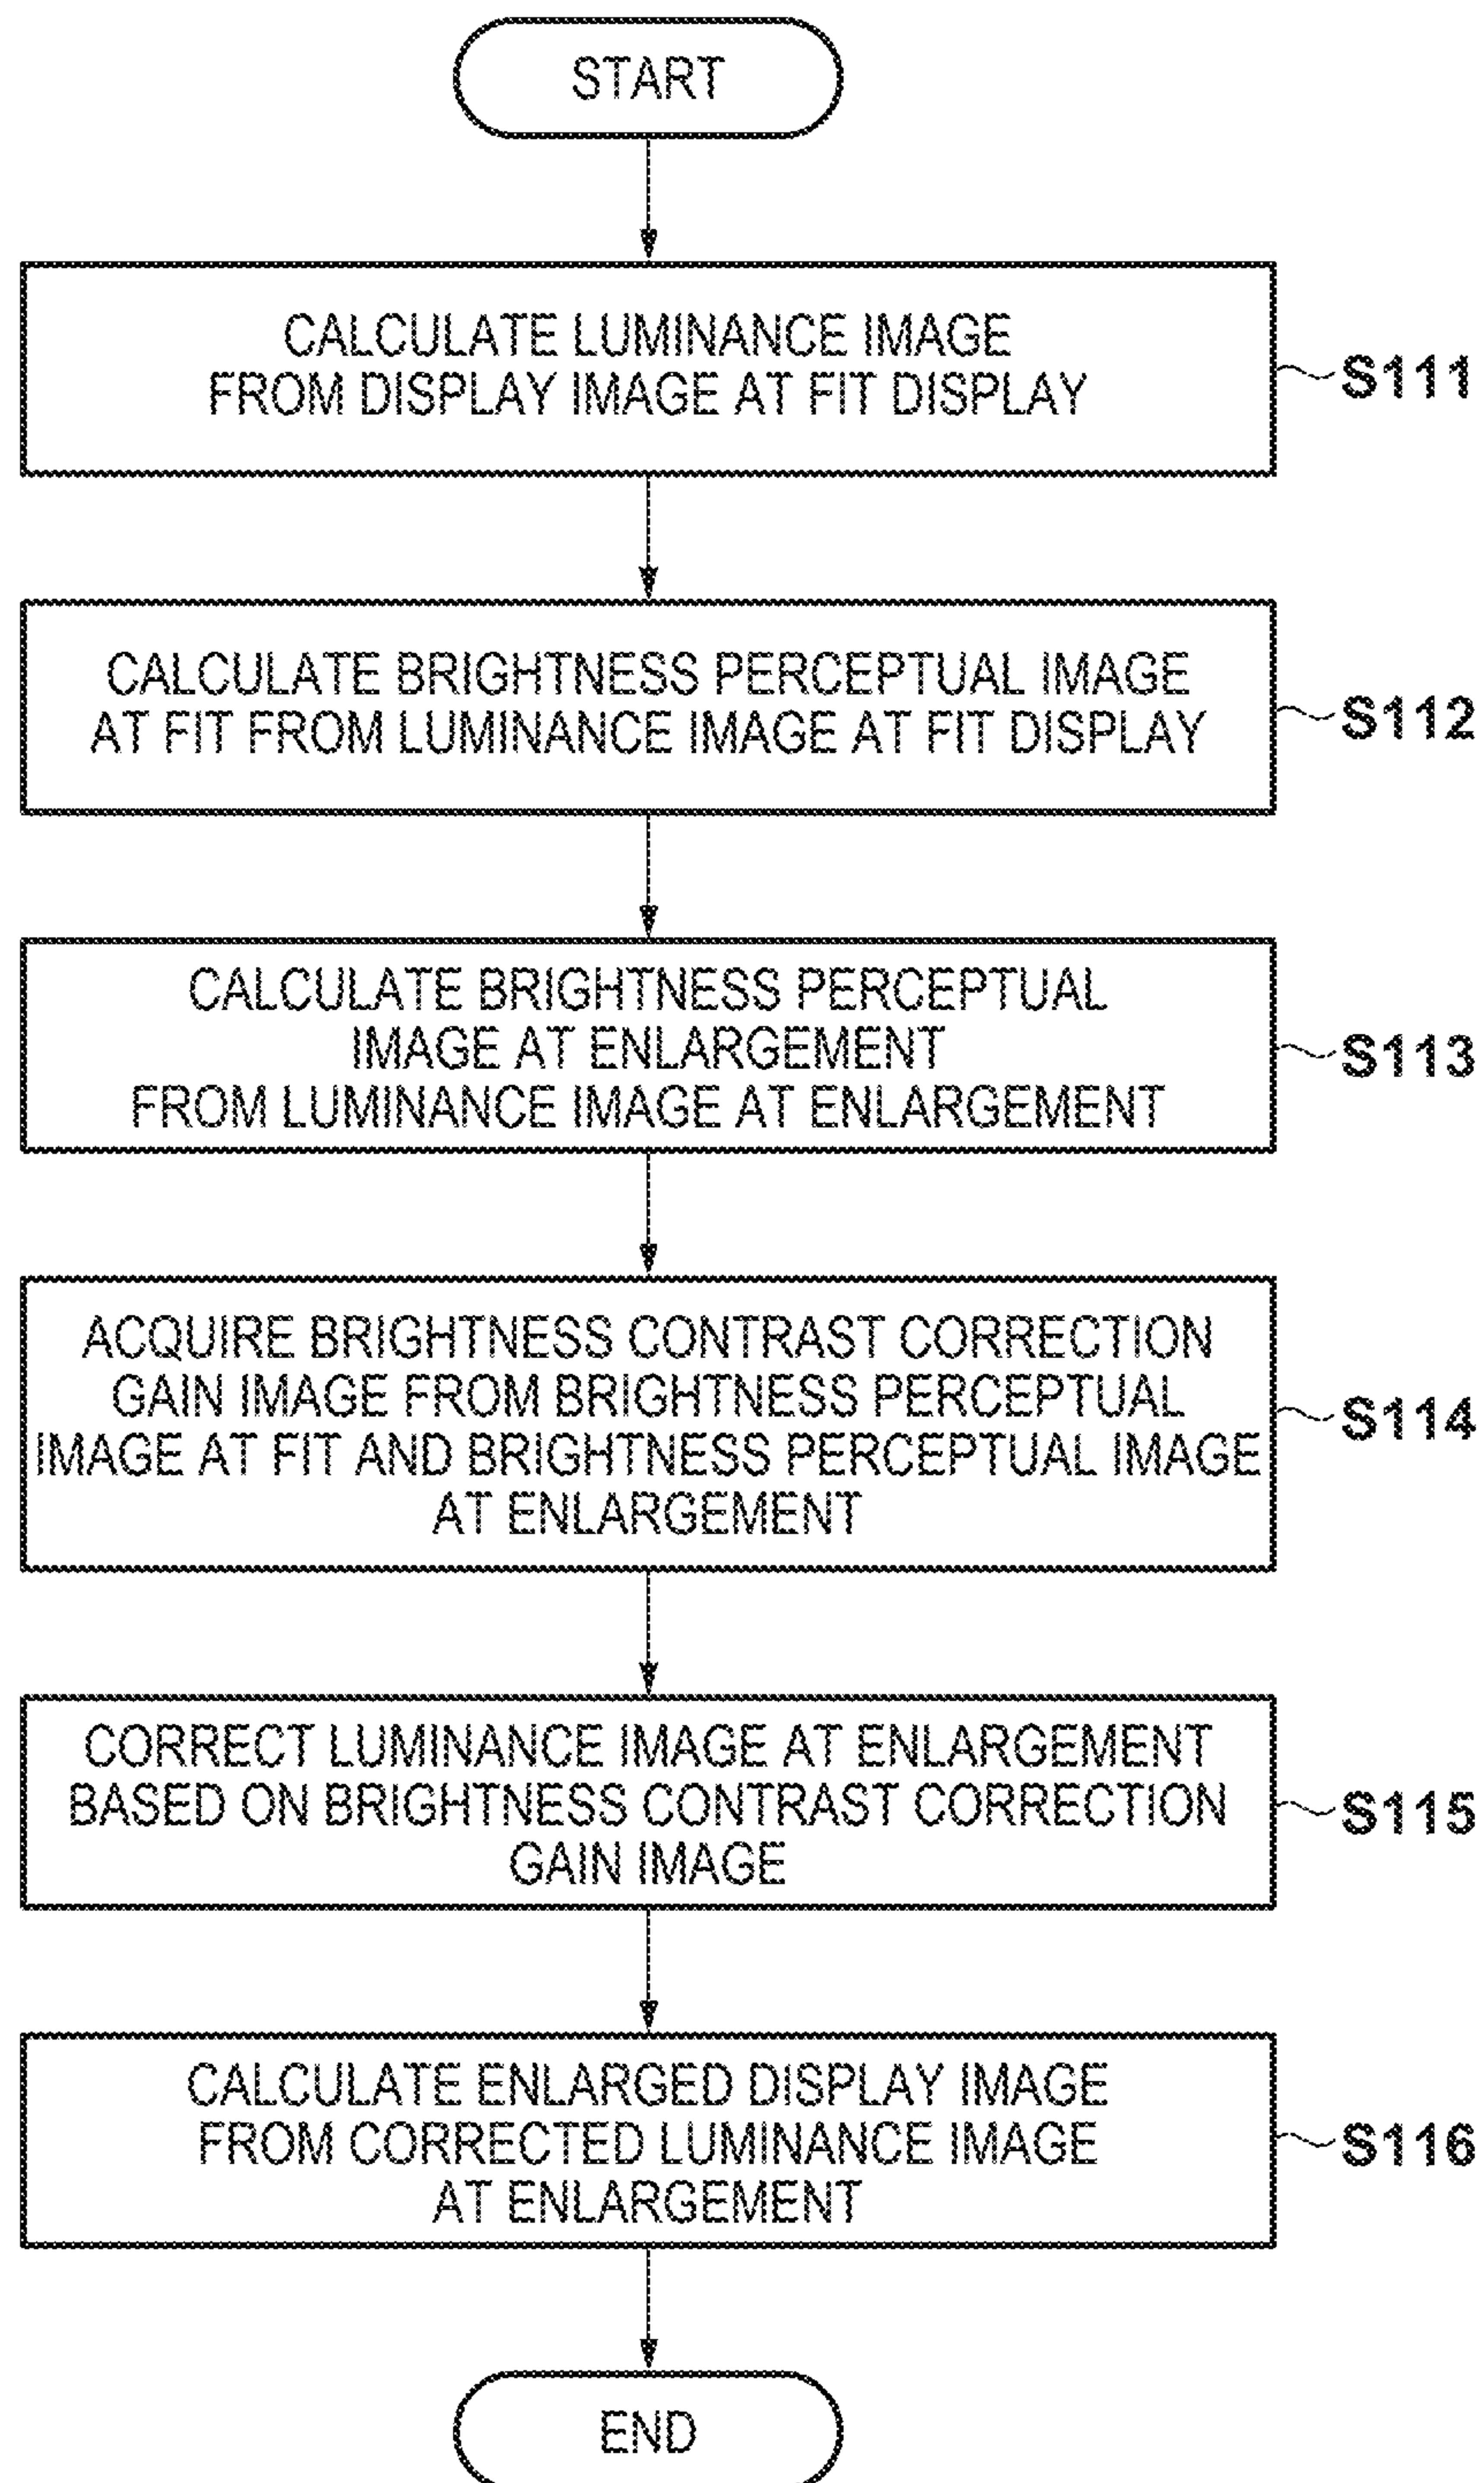 START
CALCULATE LUMINANCE IMAGE
FROM DISPLAY IMAGE AT FIT DISPLAY
S111
CALCULATE BRIGHTNESS PERCEPTUAL IMAGE
AT FIT FROM LUMINANCE IMAGE AT FIT DISPLAY
S112
CALCULATE BRIGHTNESS PERCEPTUAL
IMAGE AT ENLARGEMENT
FROM LUMINANCE IMAGE AT ENLARGEMENT
S113
ACQUIRE BRIGHTNESS CONTRAST CORRECTION
GAIN IMAGE FROM BRIGHTNESS PERCEPTUAL
IMAGE AT FIT AND BRIGHTNESS PERCEPTUAL IMAGE
AT ENLARGEMENT
S114
CORRECT LUMINANCE IMAGE AT ENLARGEMENT
BASED ON BRIGHTNESS CONTRAST CORRECTION
GAIN IMAGE
S115
CALCULATE ENLARGED DISPLAY IMAGE
FROM CORRECTED LUMINANCE IMAGE
AT ENLARGEMENT
S116
END